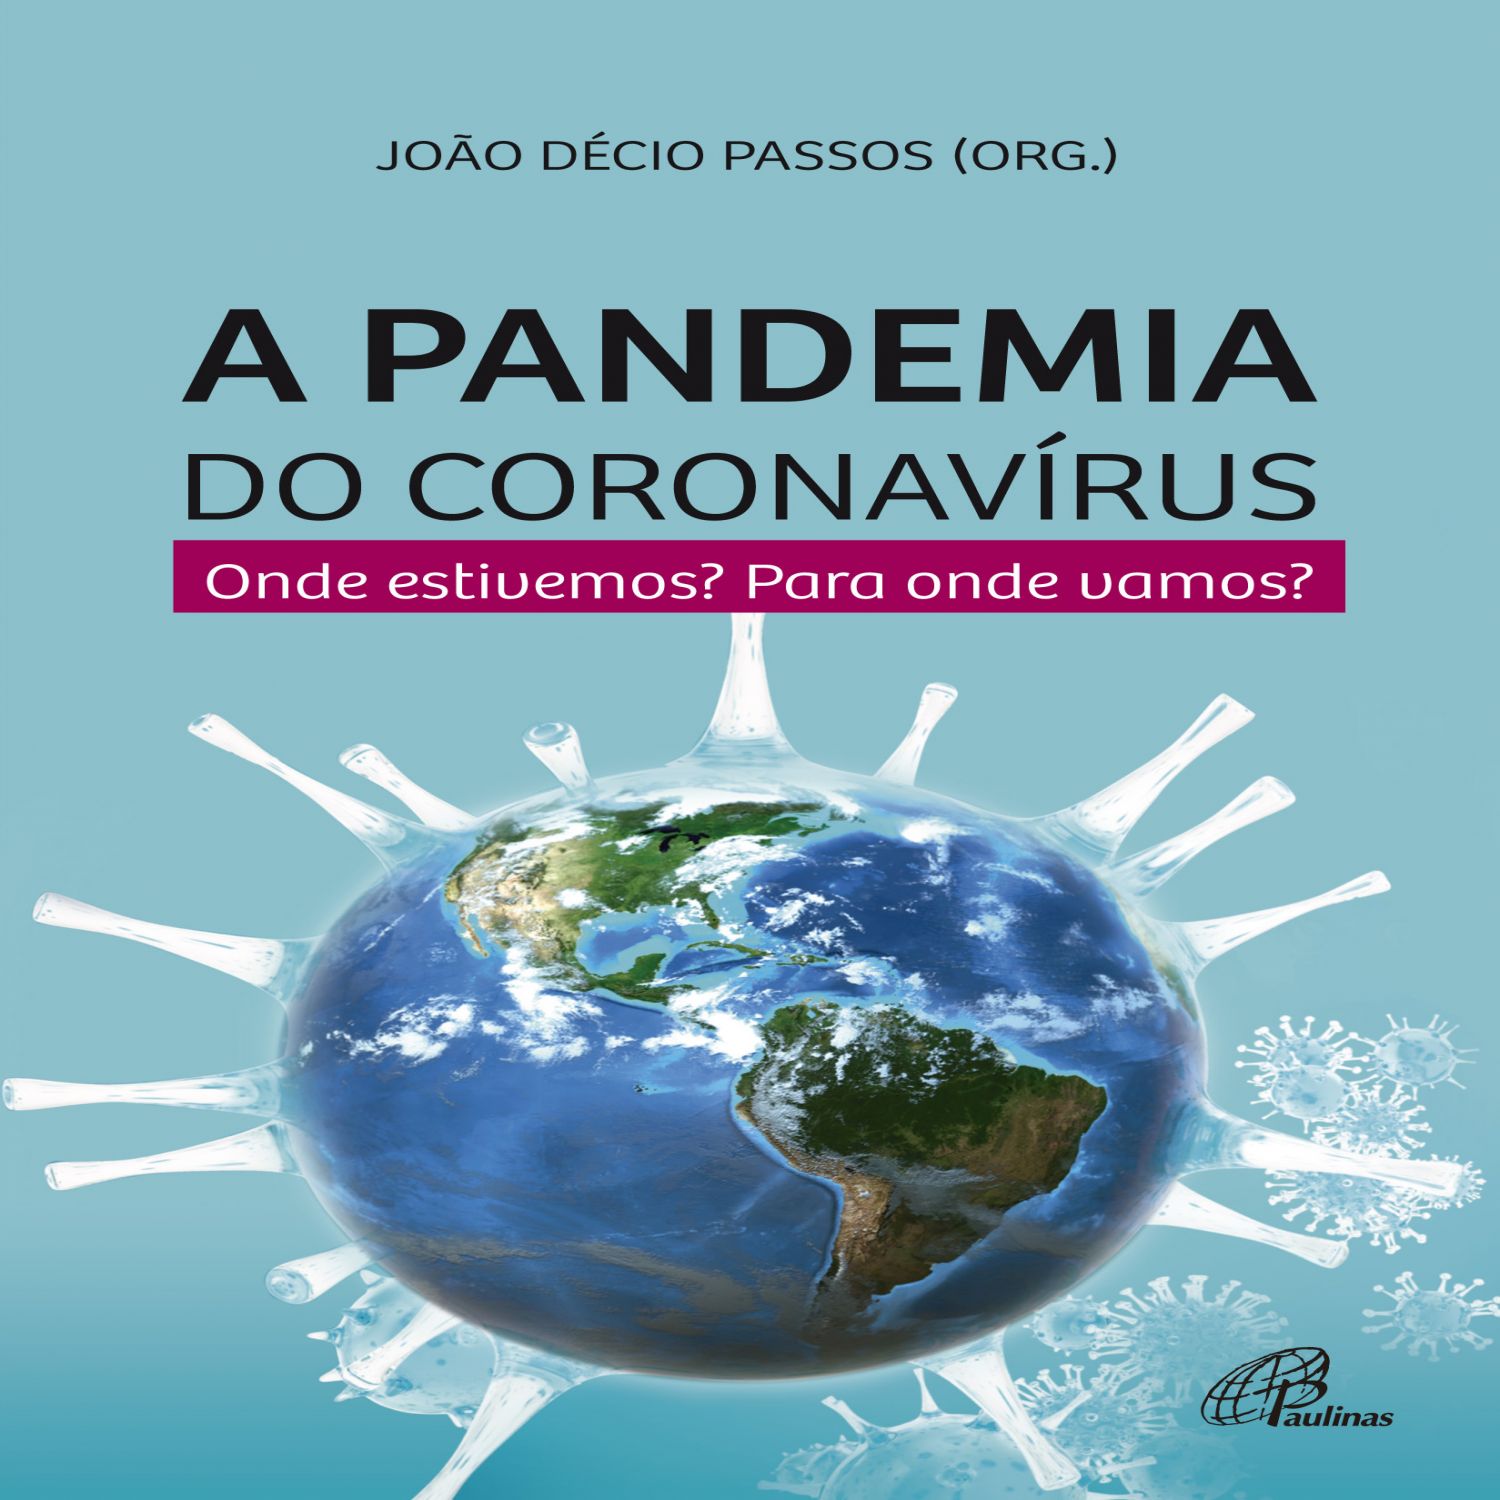 JOÃO DÉCIO PASSOS (ORG.)
A PANDEMIA
DO CORONAVÍRUS
Onde estivemos? Para onde vamos?
Paulinas